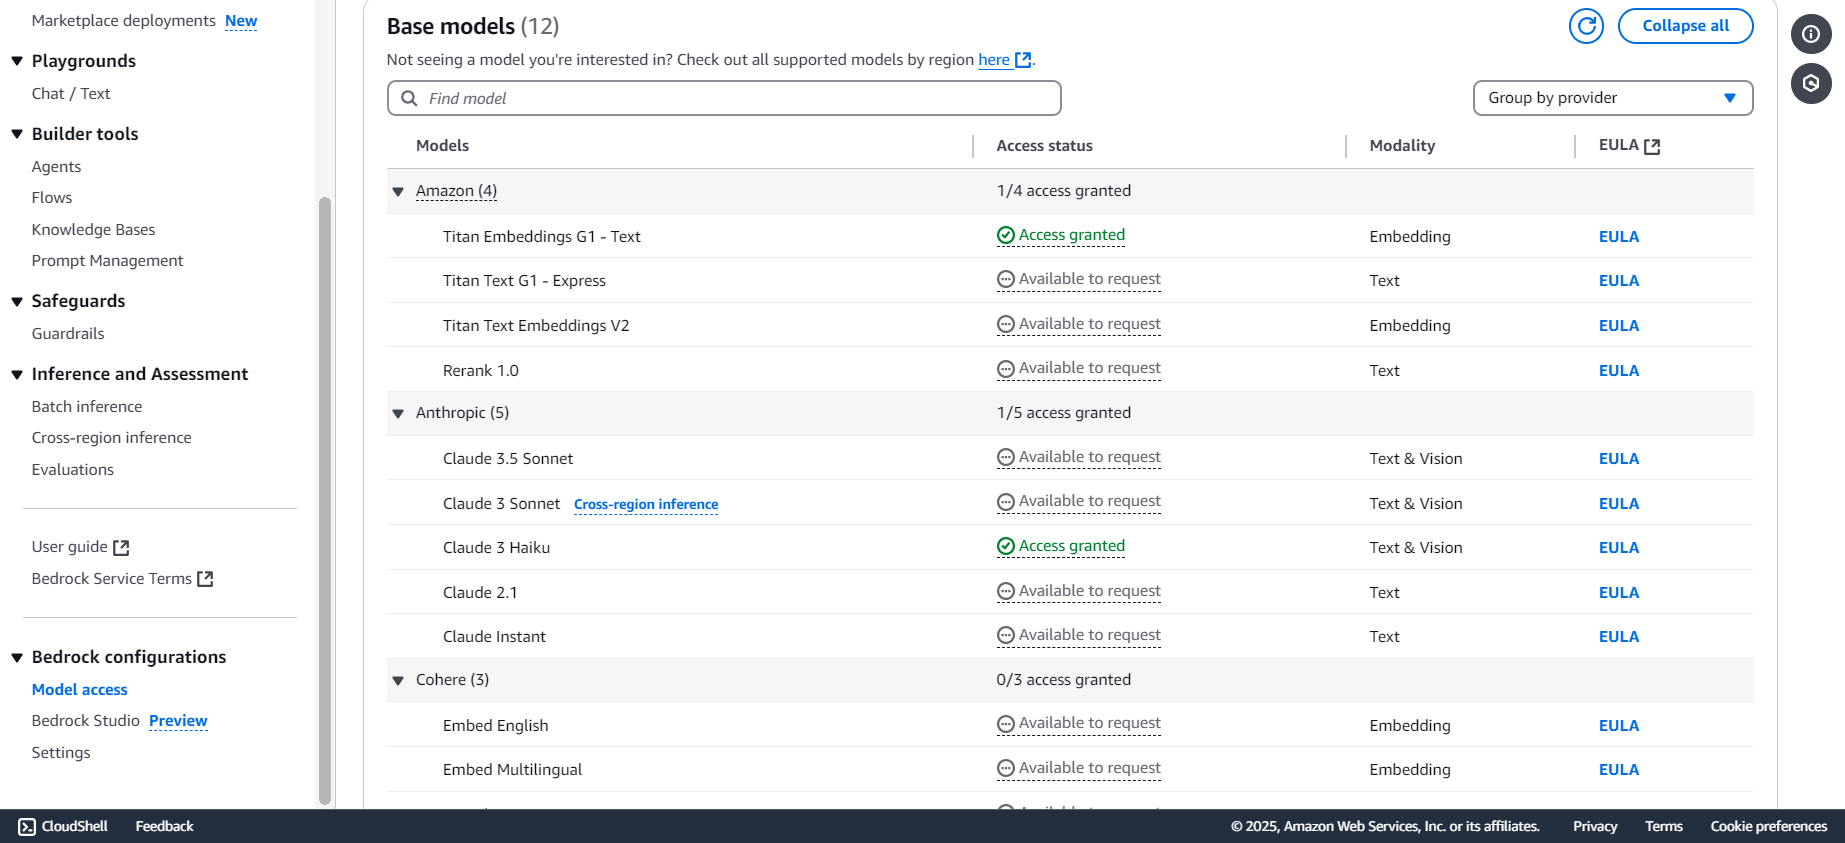 Marketplace deployments New
Playgrounds
Chat / Text
Builder tools
Agents
Flows
Knowledge Bases
Prompt Management
Safeguards
Guardrails
Inference and Assessment
Batch inference
Cross-region inference
Evaluations
User guide
Bedrock Service Terms
Bedrock configurations
Model access
Bedrock Studio Preview
Settings
Base models (12)
Collapse all
Not seeing a model you're interested in? Check out all supported models by region here.
Find model
Group by provider
Models Access status Modality EULA
Amazon (4) 1/4 access granted
Titan Embeddings G1 - Text Access granted Embedding EULA
Titan Text G1 - Express Available to request Text EULA
Titan Text Embeddings V2 Available to request Embedding EULA
Rerank 1.0 Available to request Text EULA
Anthropic (5) 1/5 access granted
Claude 3.5 Sonnet Available to request Text & Vision EULA
Claude 3 Sonnet Cross-region inference Available to request Text & Vision EULA
Claude 3 Haiku Access granted Text & Vision EULA
Claude 2.1 Available to request Text EULA
Claude Instant Available to request Text EULA
Cohere (3) 0/3 access granted
Embed English Available to request Embedding EULA
Embed Multilingual Available to request Embedding EULA
CloudShell Feedback © 2025, Amazon Web Services, Inc. or its affiliates. Privacy Terms Cookie preferences